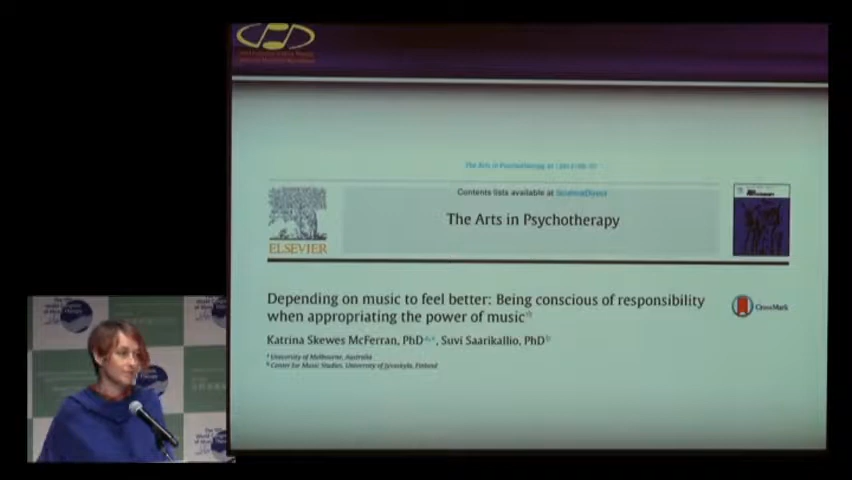 Contents lists available at ScienceDirect
The Arts in Psychotherapy
ELSEVIER
Depending on music to feel better: Being conscious of responsibility
when appropriating the power of music
CrossMark
Katrina Skewes McFerran, PhD, Suvi Saarikallio, PhD
University of Melbourne, Australia
Center for Music Studies, University of Jyvaskyla, Finland